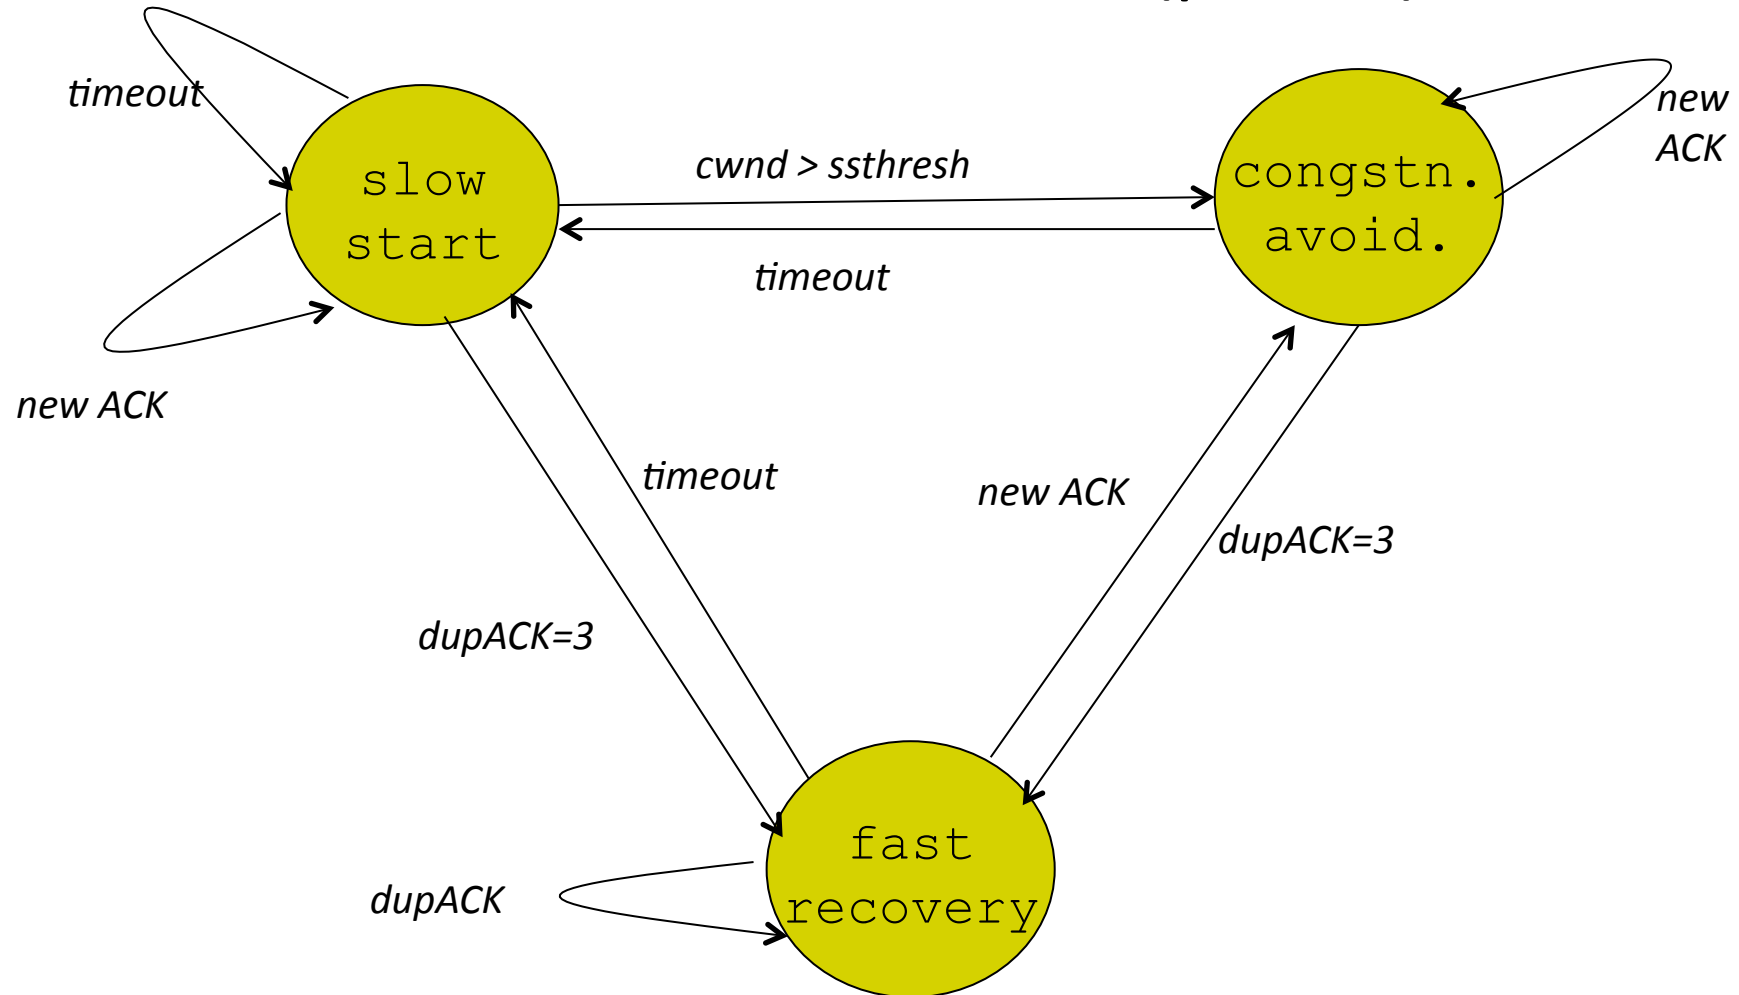 timeout
slow
start
new ACK
cwnd > ssthresh
timeout
congstn.
avoid.
new
ACK
timeout
new ACK
dupACK=3
dupACK=3
fast
recovery
dupACK